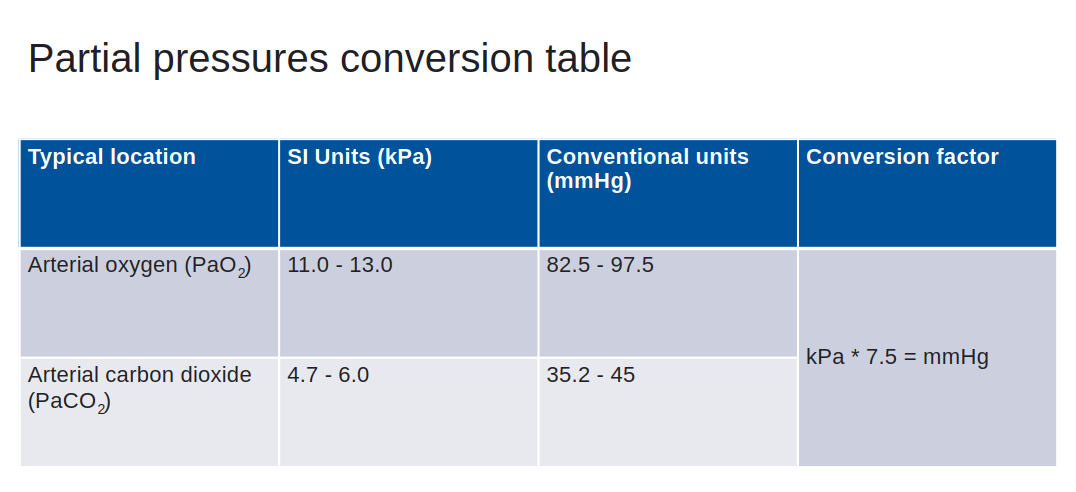 Partial pressures conversion table
Typical location
SI Units (kPa)
Conventional units
(mmHg)
Conversion factor
Arterial oxygen (PaO₂)
11.0 - 13.0
82.5 - 97.5
kPa * 7.5 = mmHg
Arterial carbon dioxide
(PaCO₂)
4.7 - 6.0
35.2 - 45